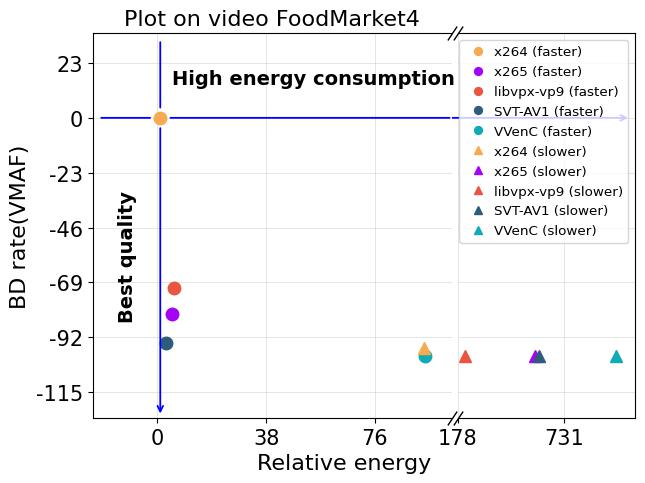 Plot on video FoodMarket4
High energy consumption
Best quality
BD rate(VMAF)
23
0
-23
-46
-69
-92
-115
0
38
76
178
731
Relative energy
x264 (faster)
x265 (faster)
libvpx-vp9 (faster)
SVT-AV1 (faster)
VVenC (faster)
x264 (slower)
x265 (slower)
libvpx-vp9 (slower)
SVT-AV1 (slower)
VVenC (slower)